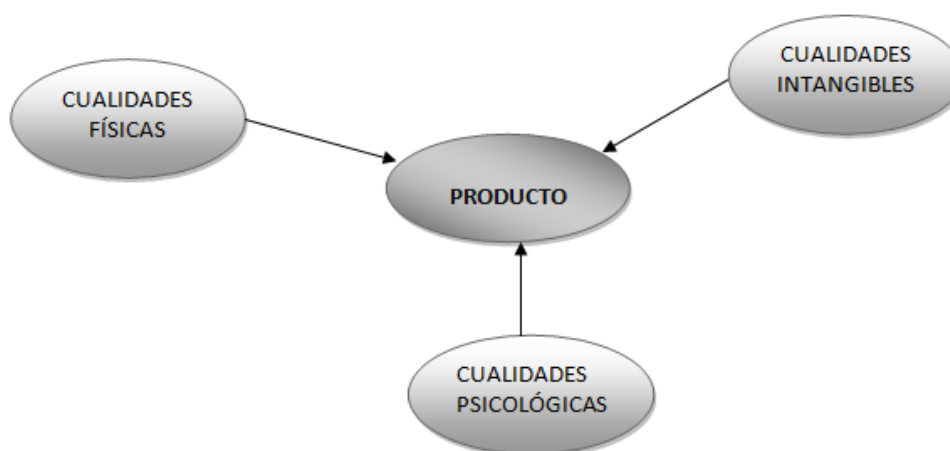 CUALIDADES
FÍSICAS
CUALIDADES
INTANGIBLES
PRODUCTO
CUALIDADES
PSICOLÓGICAS